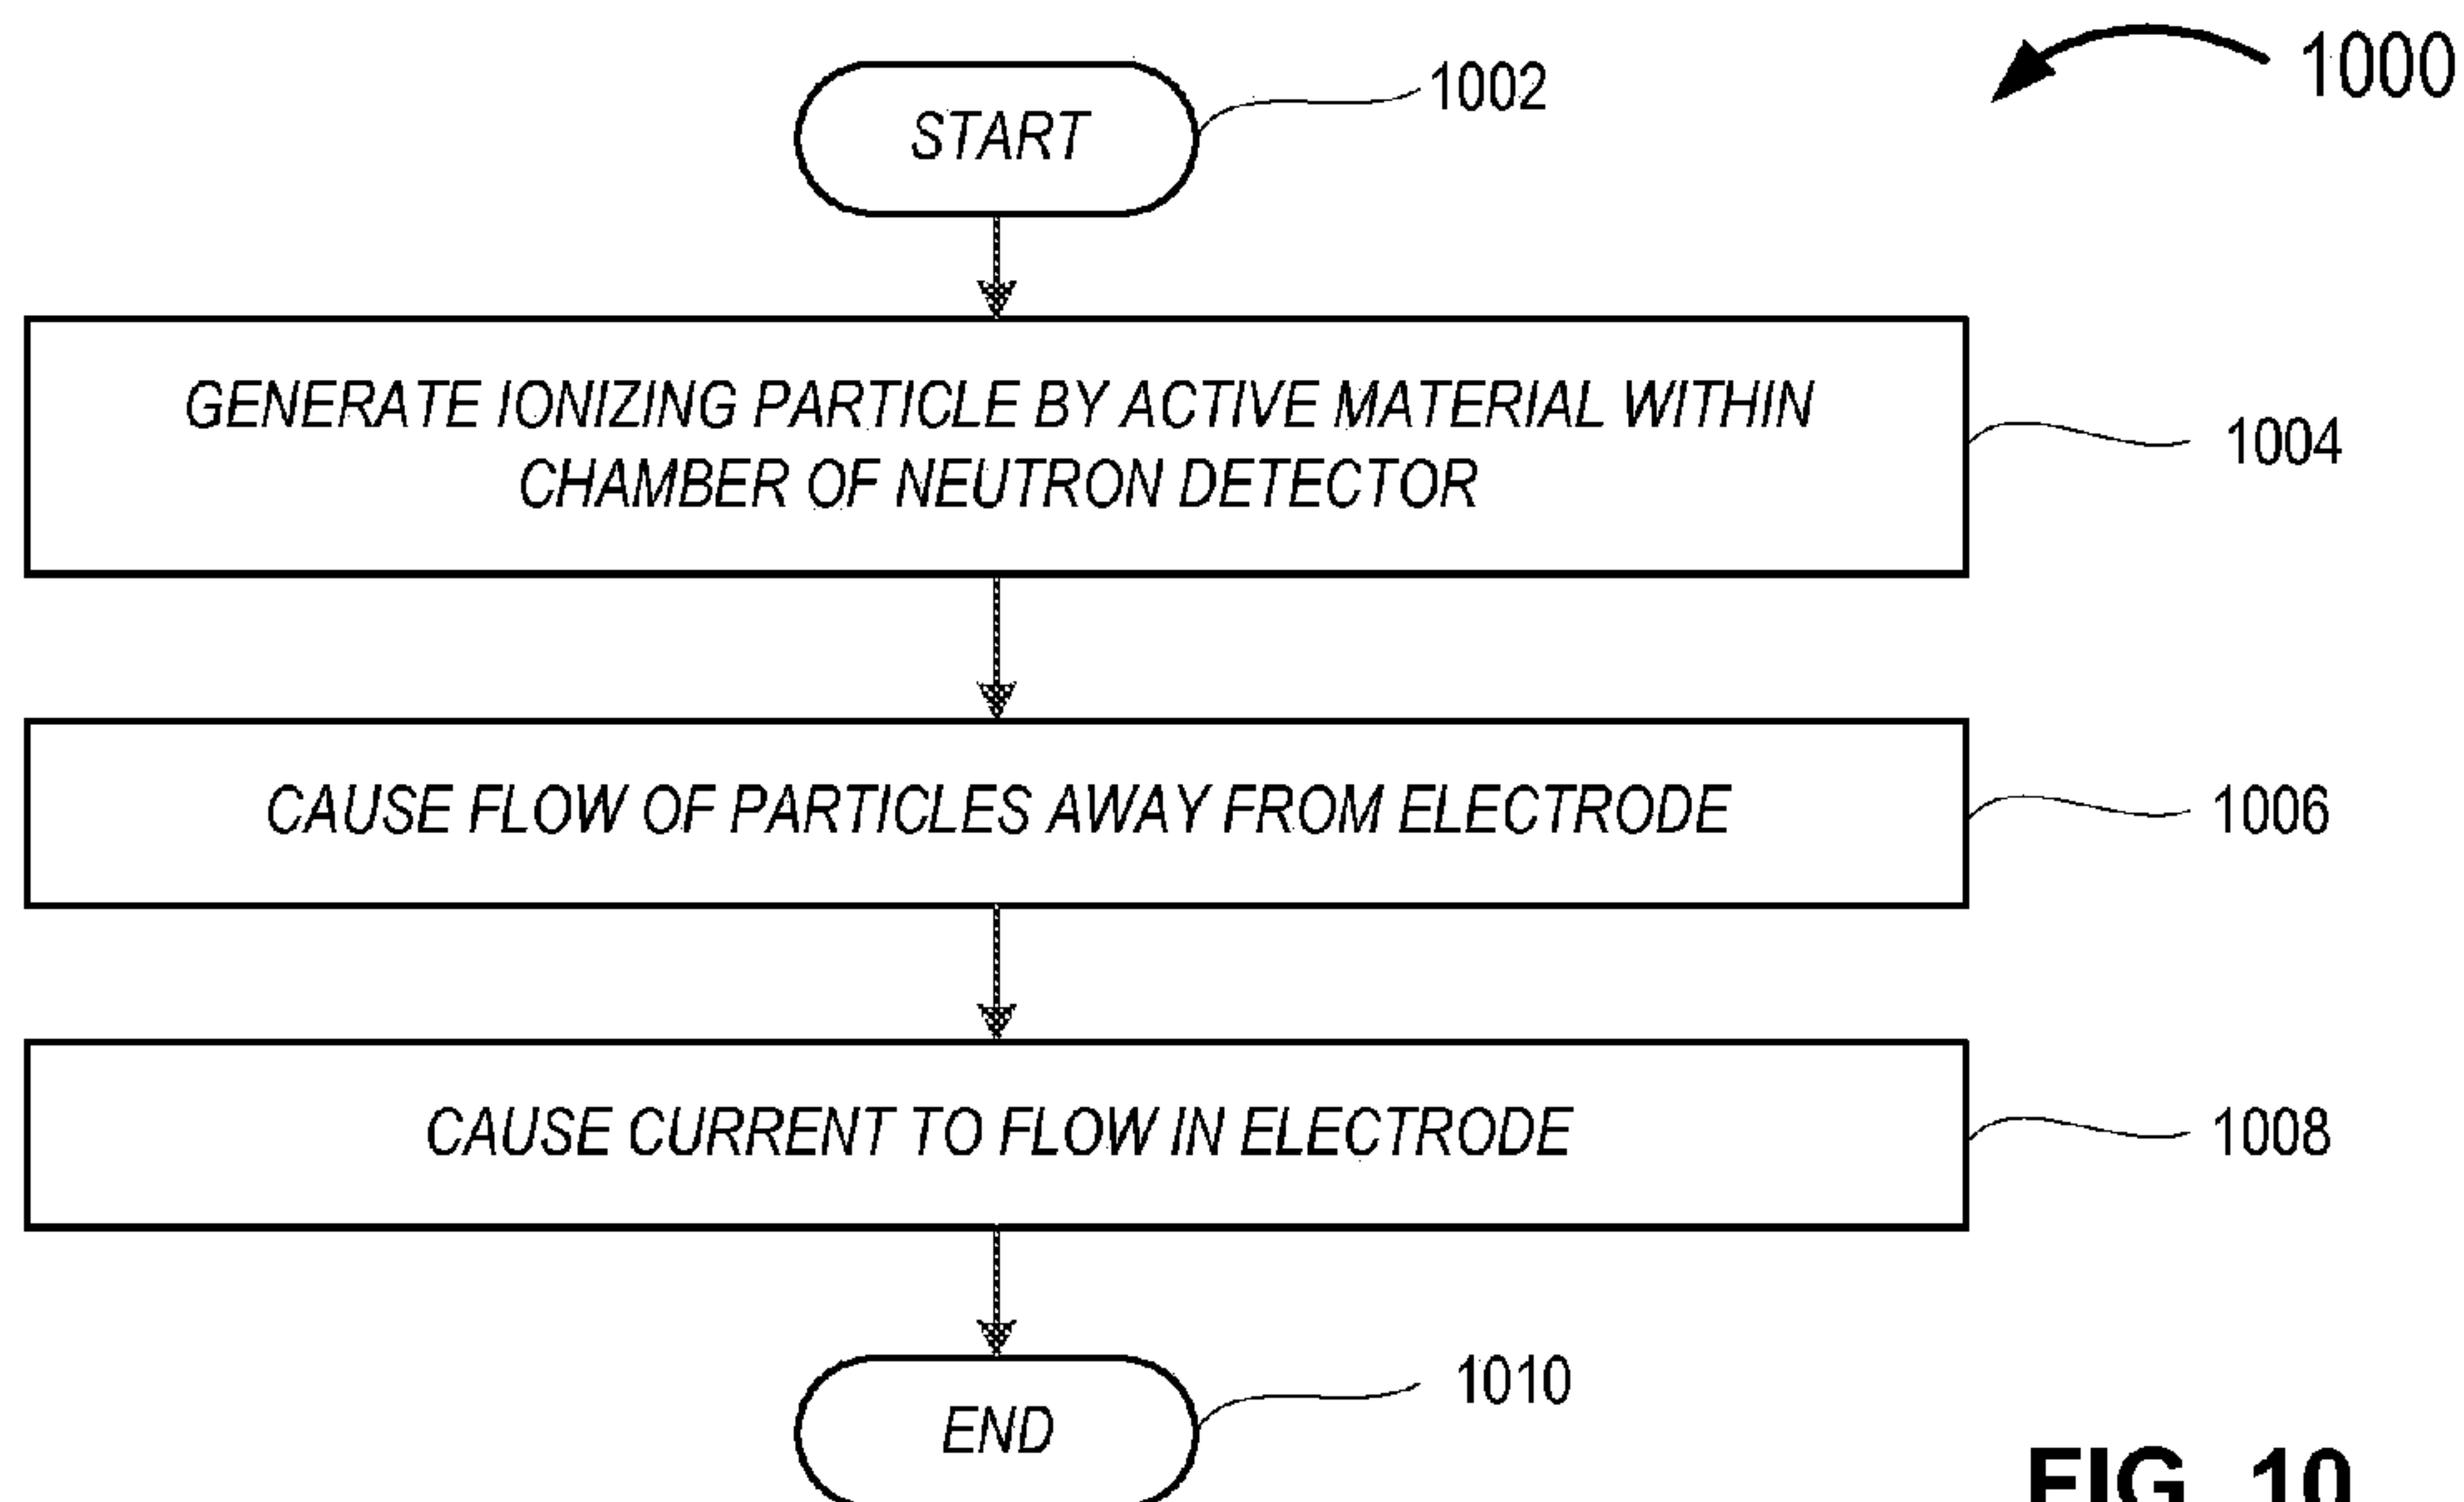 1000
START
1002
GENERATE IONIZING PARTICLE BY ACTIVE MATERIAL WITHIN
CHAMBER OF NEUTRON DETECTOR
1004
CAUSE FLOW OF PARTICLES AWAY FROM ELECTRODE
1006
CAUSE CURRENT TO FLOW IN ELECTRODE
1008
END
1010
FIG. 10